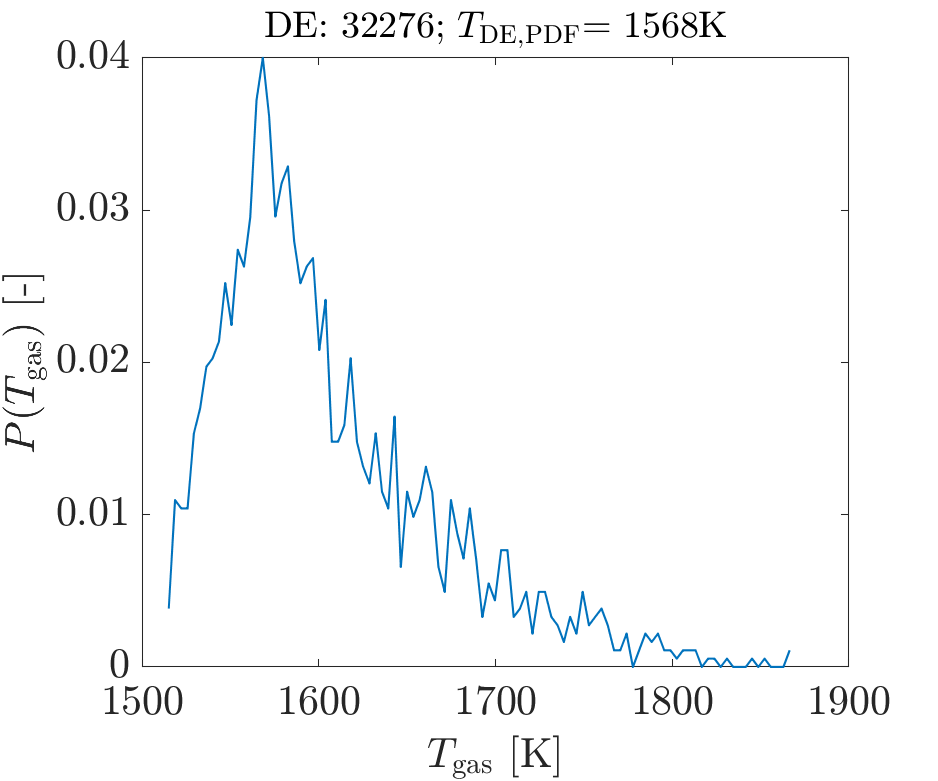 DE: 32276; T_DE,PDF= 1568K
0.04
0.03
0.02
0.01
0
P(T_gas) [-]
1500 1600 1700 1800 1900
T_gas [K]